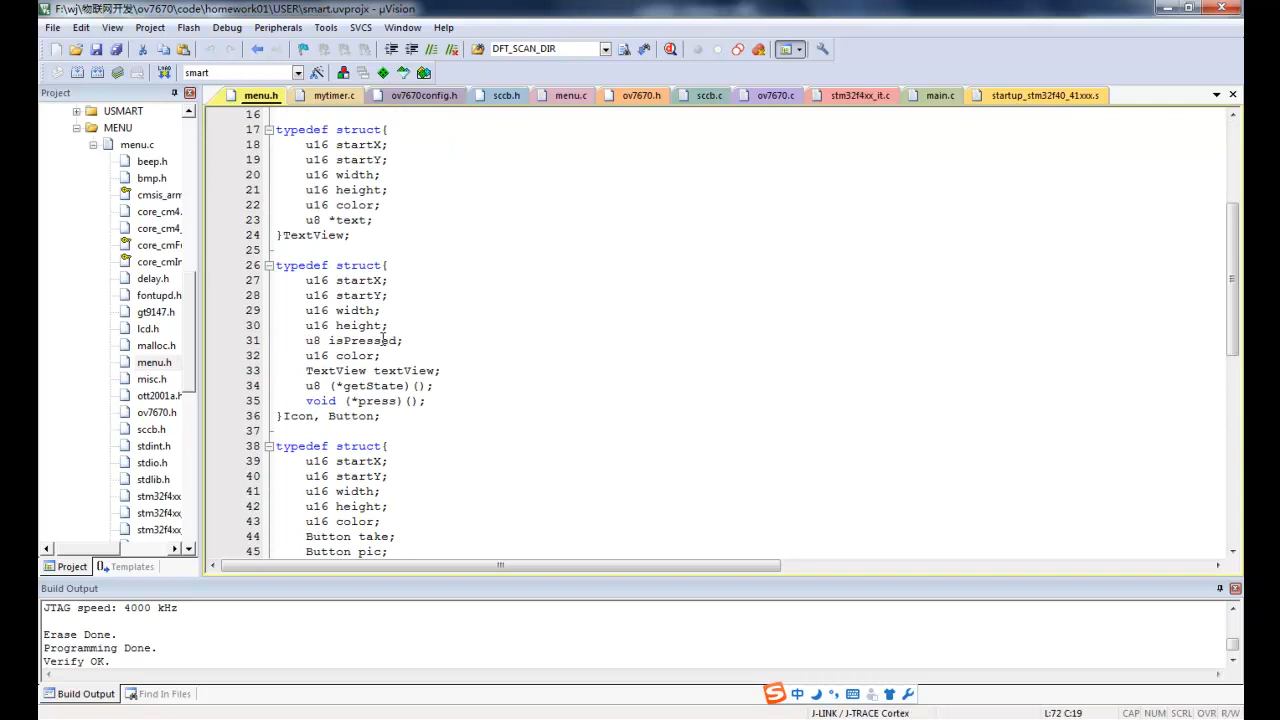 F:\wj\物联网开发\ov7670\code\homework01\USER\smart.uvprojx - µVision
File Edit View Project Flash Debug Peripherals Tools SVCS Window Help
DFT_SCAN_DIR
LOAD smart
Project
menu.h mytimer.c ov7670config.h sccb.h menu.c ov7670.h sccb.c ov7670.c stm32f4xx_it.c main.c startup_stm32f40_41xxx.s
USMART
MENU
menu.c
beep.h
bmp.h
cmsis_arm
core_cm4.
core_cm4_
core_cmFu
core_cmIn
delay.h
fontupd.h
gt9147.h
lcd.h
malloc.h
menu.h
misc.h
ott2001a.h
ov7670.h
sccb.h
stdint.h
stdio.h
stdlib.h
stm32f4xx
stm32f4xx_
stm32f4xx_
Project Templates
16
17 typedef struct{
18 u16 startX;
19 u16 startY;
20 u16 width;
21 u16 height;
22 u16 color;
23 u8 *text;
24 }TextView;
25
26 typedef struct{
27 u16 startX;
28 u16 startY;
29 u16 width;
30 u16 height;
31 u8 isPressed;
32 u16 color;
33 TextView textView;
34 u8 (*getState)();
35 void (*press)();
36 }Icon, Button;
37
38 typedef struct{
39 u16 startX;
40 u16 startY;
41 u16 width;
42 u16 height;
43 u16 color;
44 Button take;
45 Button pic;
Build Output
JTAG speed: 4000 kHz
Erase Done.
Programming Done.
Verify OK.
Build Output Find In Files
S 中
J-LINK / J-TRACE Cortex L:72 C:19 CAP NUM SCRL OVR R/W